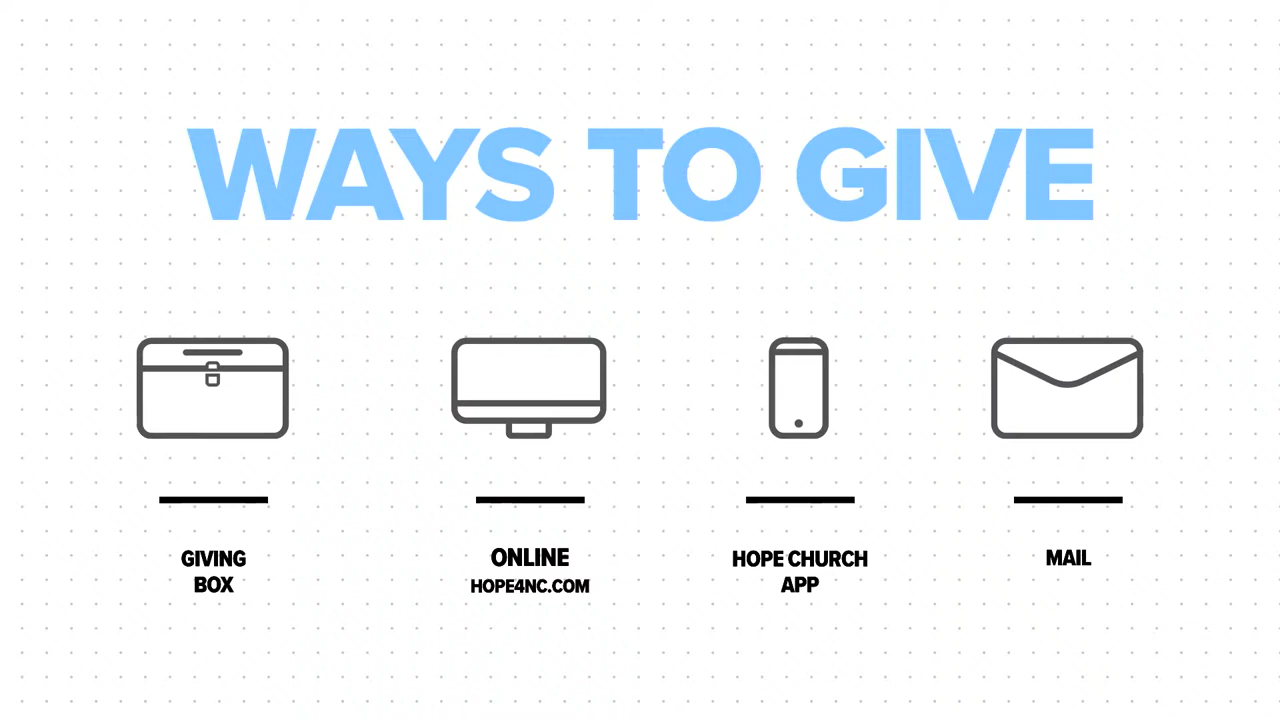 WAYS TO GIVE
GIVING
BOX
ONLINE
HOPE4NC.COM
HOPE CHURCH
APP
MAIL